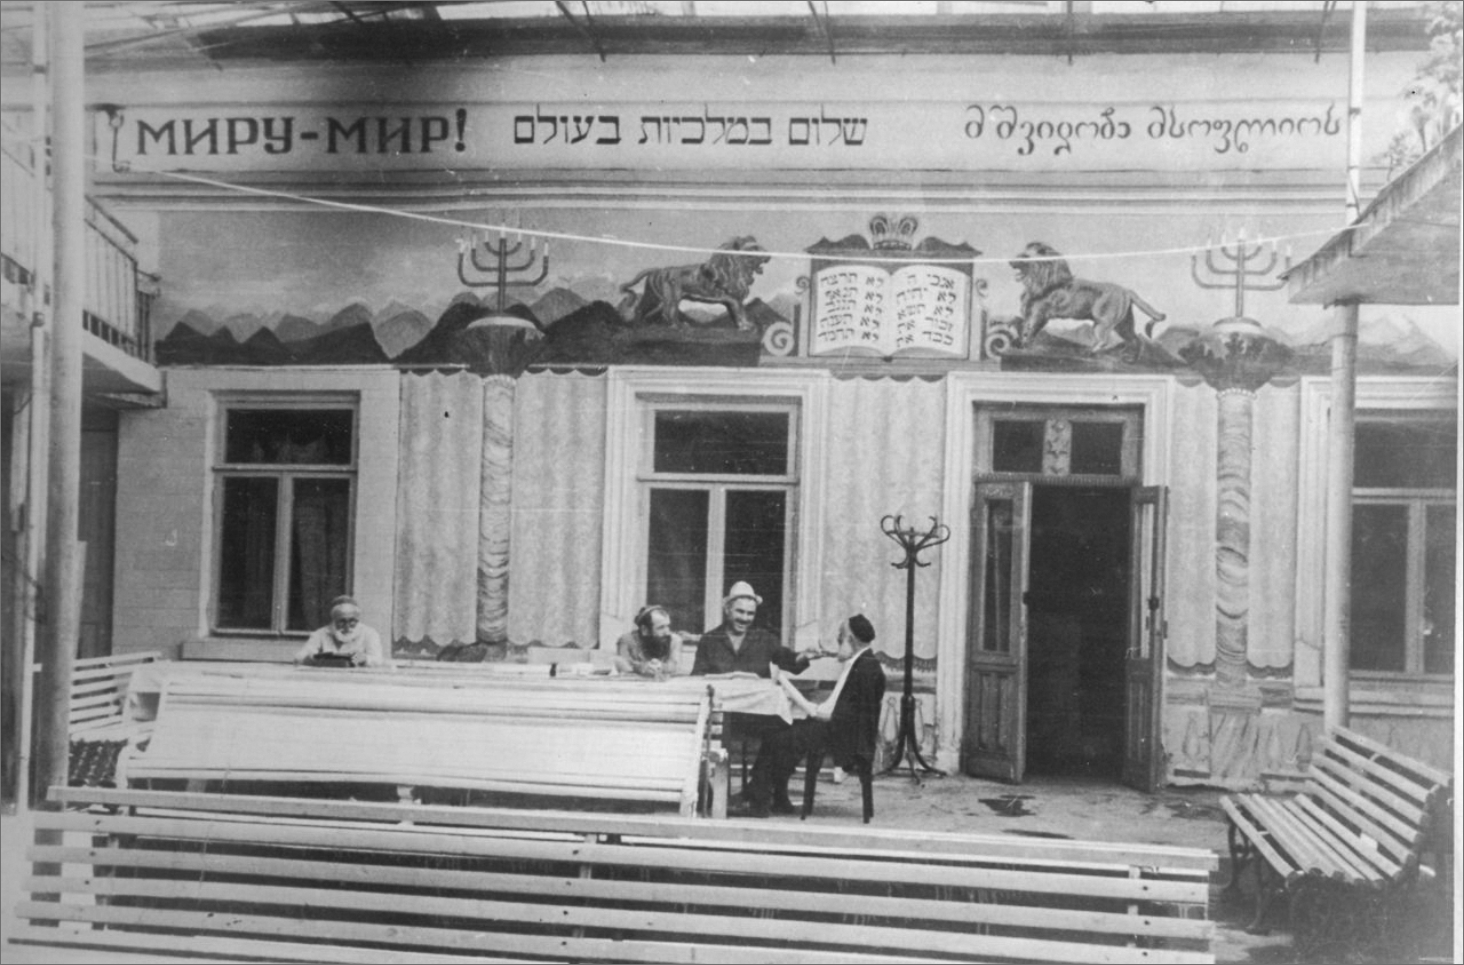 МИРУ-МИР! שלום במלכיות בעולם მშვიდობა მსოფლიოს
אנכי ה
לא יהיה
לא תשא
זכור את
כבד את
לא תרצח
לא תנאף
לא תגנב
לא תענה
לא תחמד